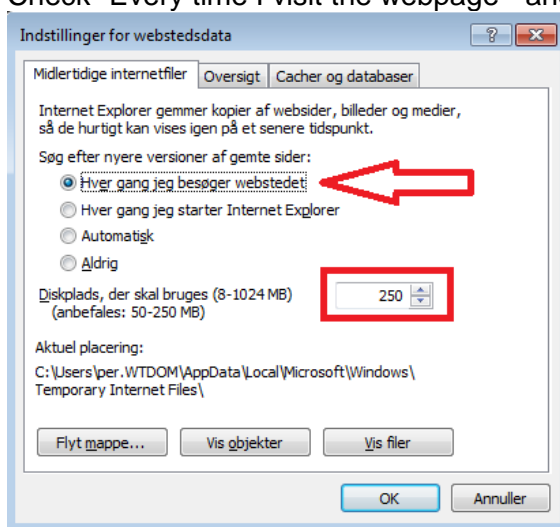 Check "Every time I visit the webpage" an
Indstillinger for webstedsdata
Midlertidige internetfiler Oversigt Cacher og databaser
Internet Explorer gemmer kopier af websider, billeder og medier,
så de hurtigt kan vises igen på et senere tidspunkt.
Søg efter nyere versioner af gemte sider:
Hver gang jeg besøger webstedet
Hver gang jeg starter Internet Explorer
Automatisk
Aldrig
Diskplads, der skal bruges (8-1024 MB) 250
(anbefales: 50-250 MB)
Aktuel placering:
C:\Users\per.WTDOM\AppData\Local\Microsoft\Windows\
Temporary Internet Files\
Flyt mappe... Vis objekter Vis filer
OK Annuller